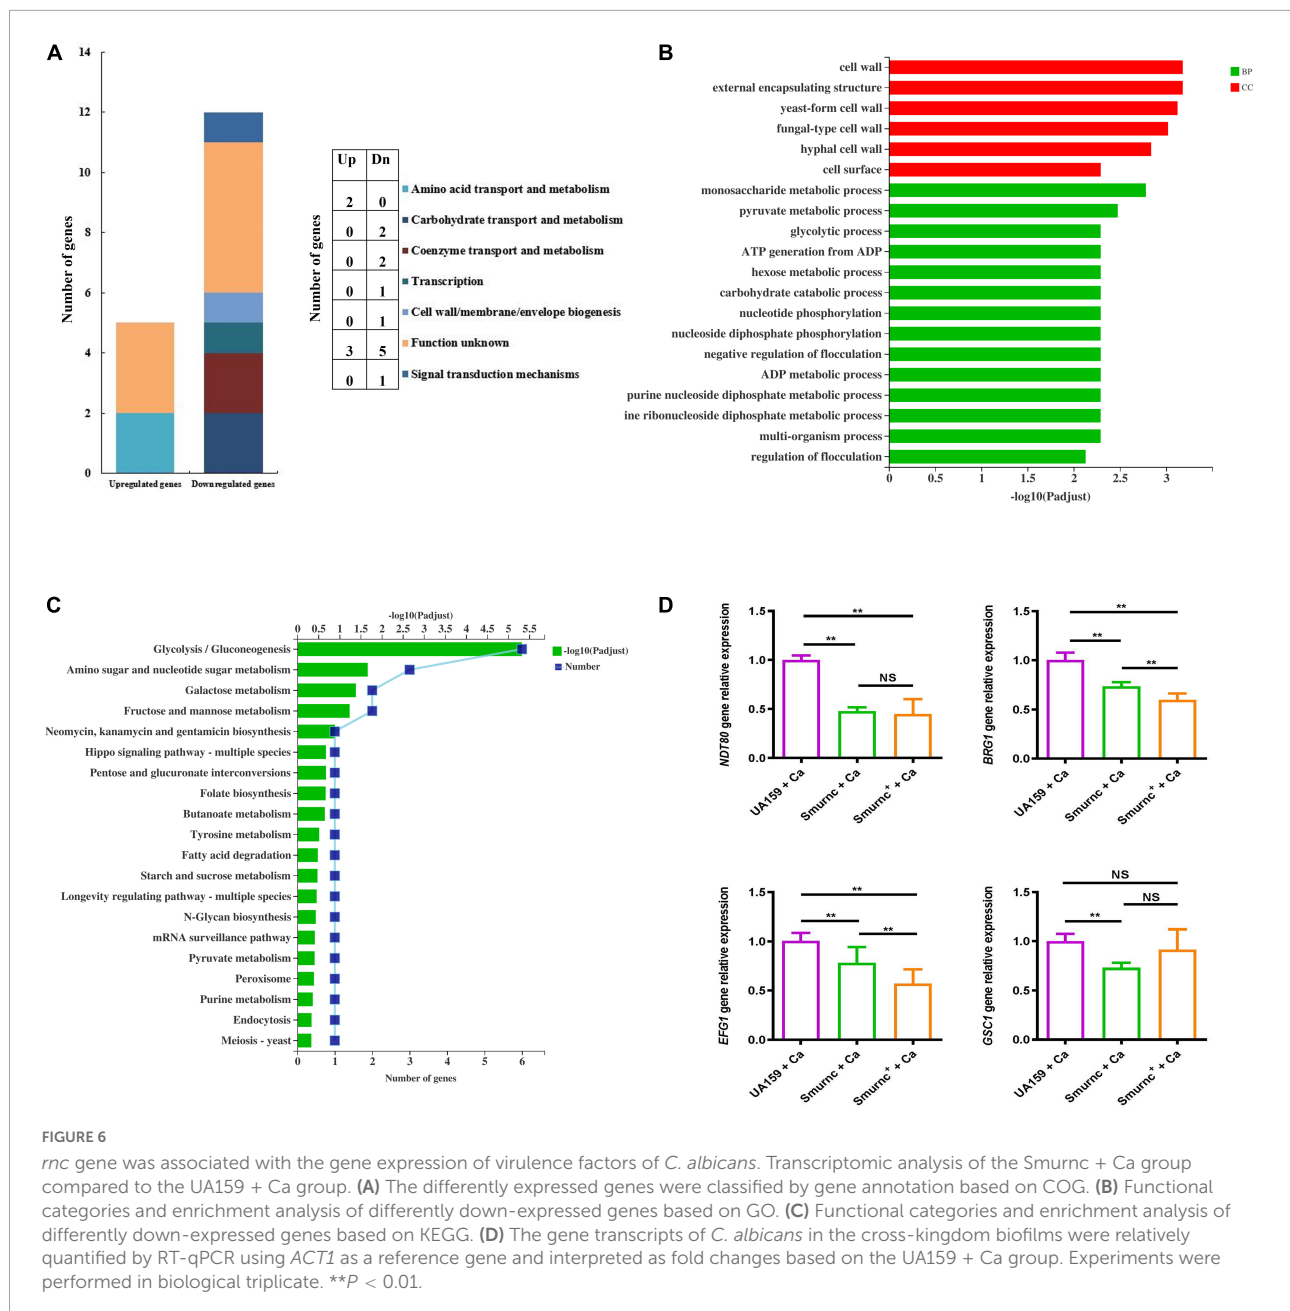 A
14
12
10
8
6
4
2
0
Number of genes
Upregulated genes
Downregulated genes
Number of genes
Up Dn
2 0
0 2
0 2
0 1
0 1
3 5
0 1
Amino acid transport and metabolism
Carbohydrate transport and metabolism
Coenzyme transport and metabolism
Transcription
Cell wall/membrane/envelope biogenesis
Function unknown
Signal transduction mechanisms
B
cell wall
external encapsulating structure
yeast-form cell wall
fungal-type cell wall
hyphal cell wall
cell surface
monosaccharide metabolic process
pyruvate metabolic process
glycolytic process
ATP generation from ADP
hexose metabolic process
carbohydrate catabolic process
nucleotide phosphorylation
nucleoside diphosphate phosphorylation
negative regulation of flocculation
ADP metabolic process
purine nucleoside diphosphate metabolic process
ine ribonucleoside diphosphate metabolic process
multi-organism process
regulation of flocculation
0 0.5 1 1.5 2 2.5 3
-log10(Padjust)
BP
CC
C
-log10(Padjust)
0 0.5 1 1.5 2 2.5 3 3.5 4 4.5 5 5.5
Glycolysis / Gluconeogenesis
Amino sugar and nucleotide sugar metabolism
Galactose metabolism
Fructose and mannose metabolism
Neomycin, kanamycin and gentamicin biosynthesis
Hippo signaling pathway - multiple species
Pentose and glucuronate interconversions
Folate biosynthesis
Butanoate metabolism
Tyrosine metabolism
Fatty acid degradation
Starch and sucrose metabolism
Longevity regulating pathway - multiple species
N-Glycan biosynthesis
mRNA surveillance pathway
Pyruvate metabolism
Peroxisome
Purine metabolism
Endocytosis
Meiosis - yeast
0 1 2 3 4 5 6
Number of genes
-log10(Padjust)
Number
D
NDT80 gene relative expression
1.5
1.0
0.5
0.0
**
**
NS
UA159 + Ca
Smurnc + Ca
Smurnc+ + Ca
BRG1 gene relative expression
1.5
1.0
0.5
0.0
**
**
**
UA159 + Ca
Smurnc + Ca
Smurnc+ + Ca
EFG1 gene relative expression
1.5
1.0
0.5
0.0
**
**
**
UA159 + Ca
Smurnc + Ca
Smurnc+ + Ca
GSC1 gene relative expression
1.5
1.0
0.5
0.0
NS
NS
**
UA159 + Ca
Smurnc + Ca
Smurnc+ + Ca
FIGURE 6
rnc gene was associated with the gene expression of virulence factors of C. albicans. Transcriptomic analysis of the Smurnc + Ca group
compared to the UA159 + Ca group. (A) The differently expressed genes were classified by gene annotation based on COG. (B) Functional
categories and enrichment analysis of differently down-expressed genes based on GO. (C) Functional categories and enrichment analysis of
differently down-expressed genes based on KEGG. (D) The gene transcripts of C. albicans in the cross-kingdom biofilms were relatively
quantified by RT-qPCR using ACT1 as a reference gene and interpreted as fold changes based on the UA159 + Ca group. Experiments were
performed in biological triplicate. **P < 0.01.